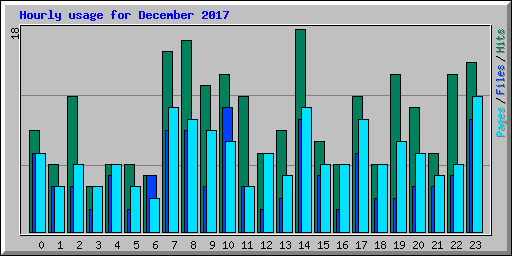 Hourly usage for December 2017
18
Pages/Files/Hits
0 1 2 3 4 5 6 7 8 9 10 11 12 13 14 15 16 17 18 19 20 21 22 23